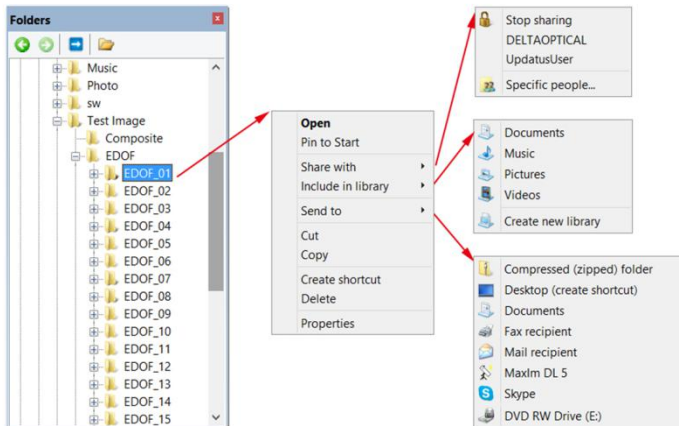 Folders
Music
Photo
sw
Test Image
Composite
EDOF
EDOF_01
EDOF_02
EDOF_03
EDOF_04
EDOF_05
EDOF_06
EDOF_07
EDOF_08
EDOF_09
EDOF_10
EDOF_11
EDOF_12
EDOF_13
EDOF_14
EDOF_15
Open
Pin to Start
Share with
Include in library
Send to
Cut
Copy
Create shortcut
Delete
Properties
Stop sharing
DELTAOPTICAL
UpdatusUser
Specific people...
Documents
Music
Pictures
Videos
Create new library
Compressed (zipped) folder
Desktop (create shortcut)
Documents
Fax recipient
Mail recipient
MaxIm DL 5
Skype
DVD RW Drive (E:)